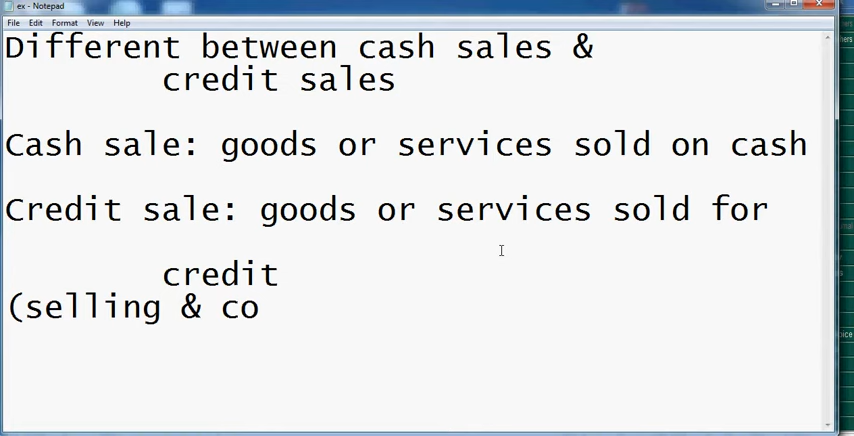 ex - Notepad
File Edit Format View Help
Different between cash sales &
credit sales
Cash sale: goods or services sold on cash
Credit sale: goods or services sold for
credit
(selling & co